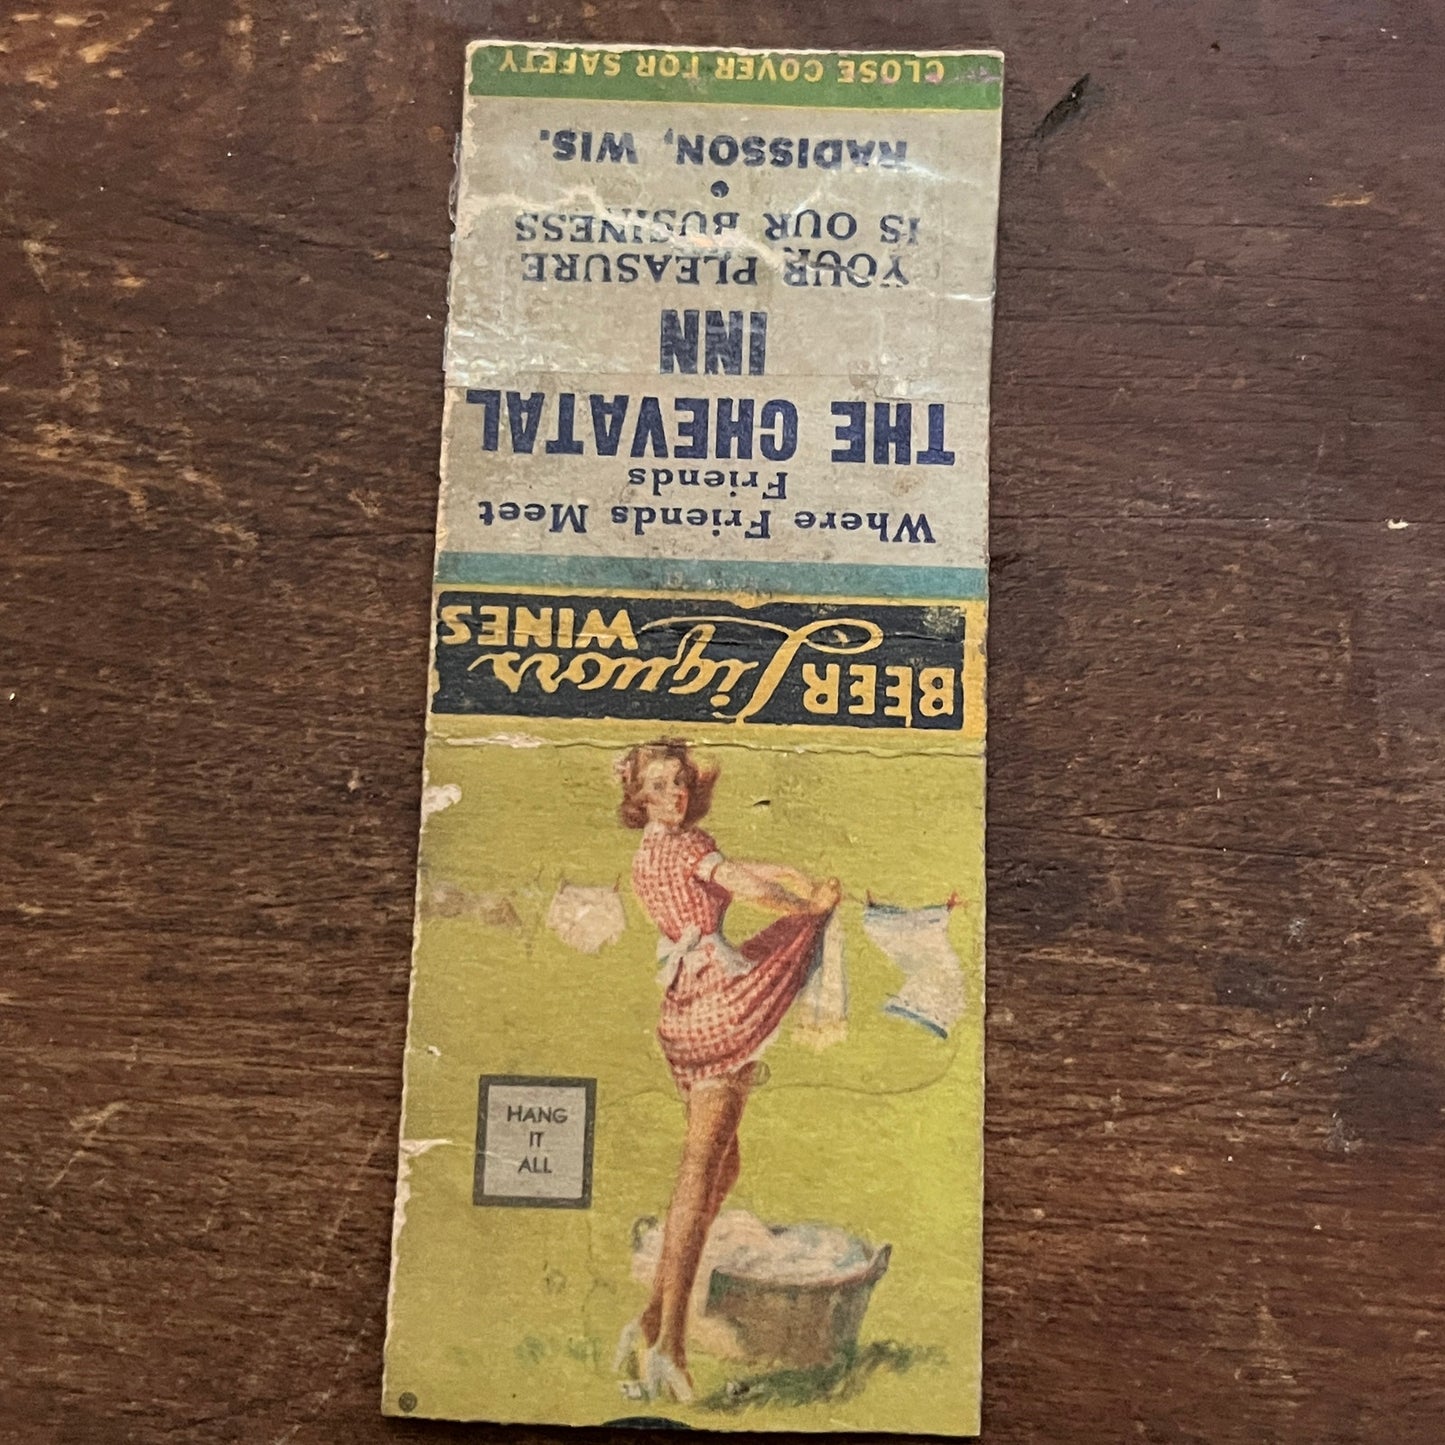 Where Friends Meet
Friends
THE CHEVATAL
INN
YOUR PLEASURE
IS OUR BUSINESS
•
RADISSON, WIS.
CLOSE COVER FOR SAFETY
BEER Liquors WINES
HANG
IT
ALL